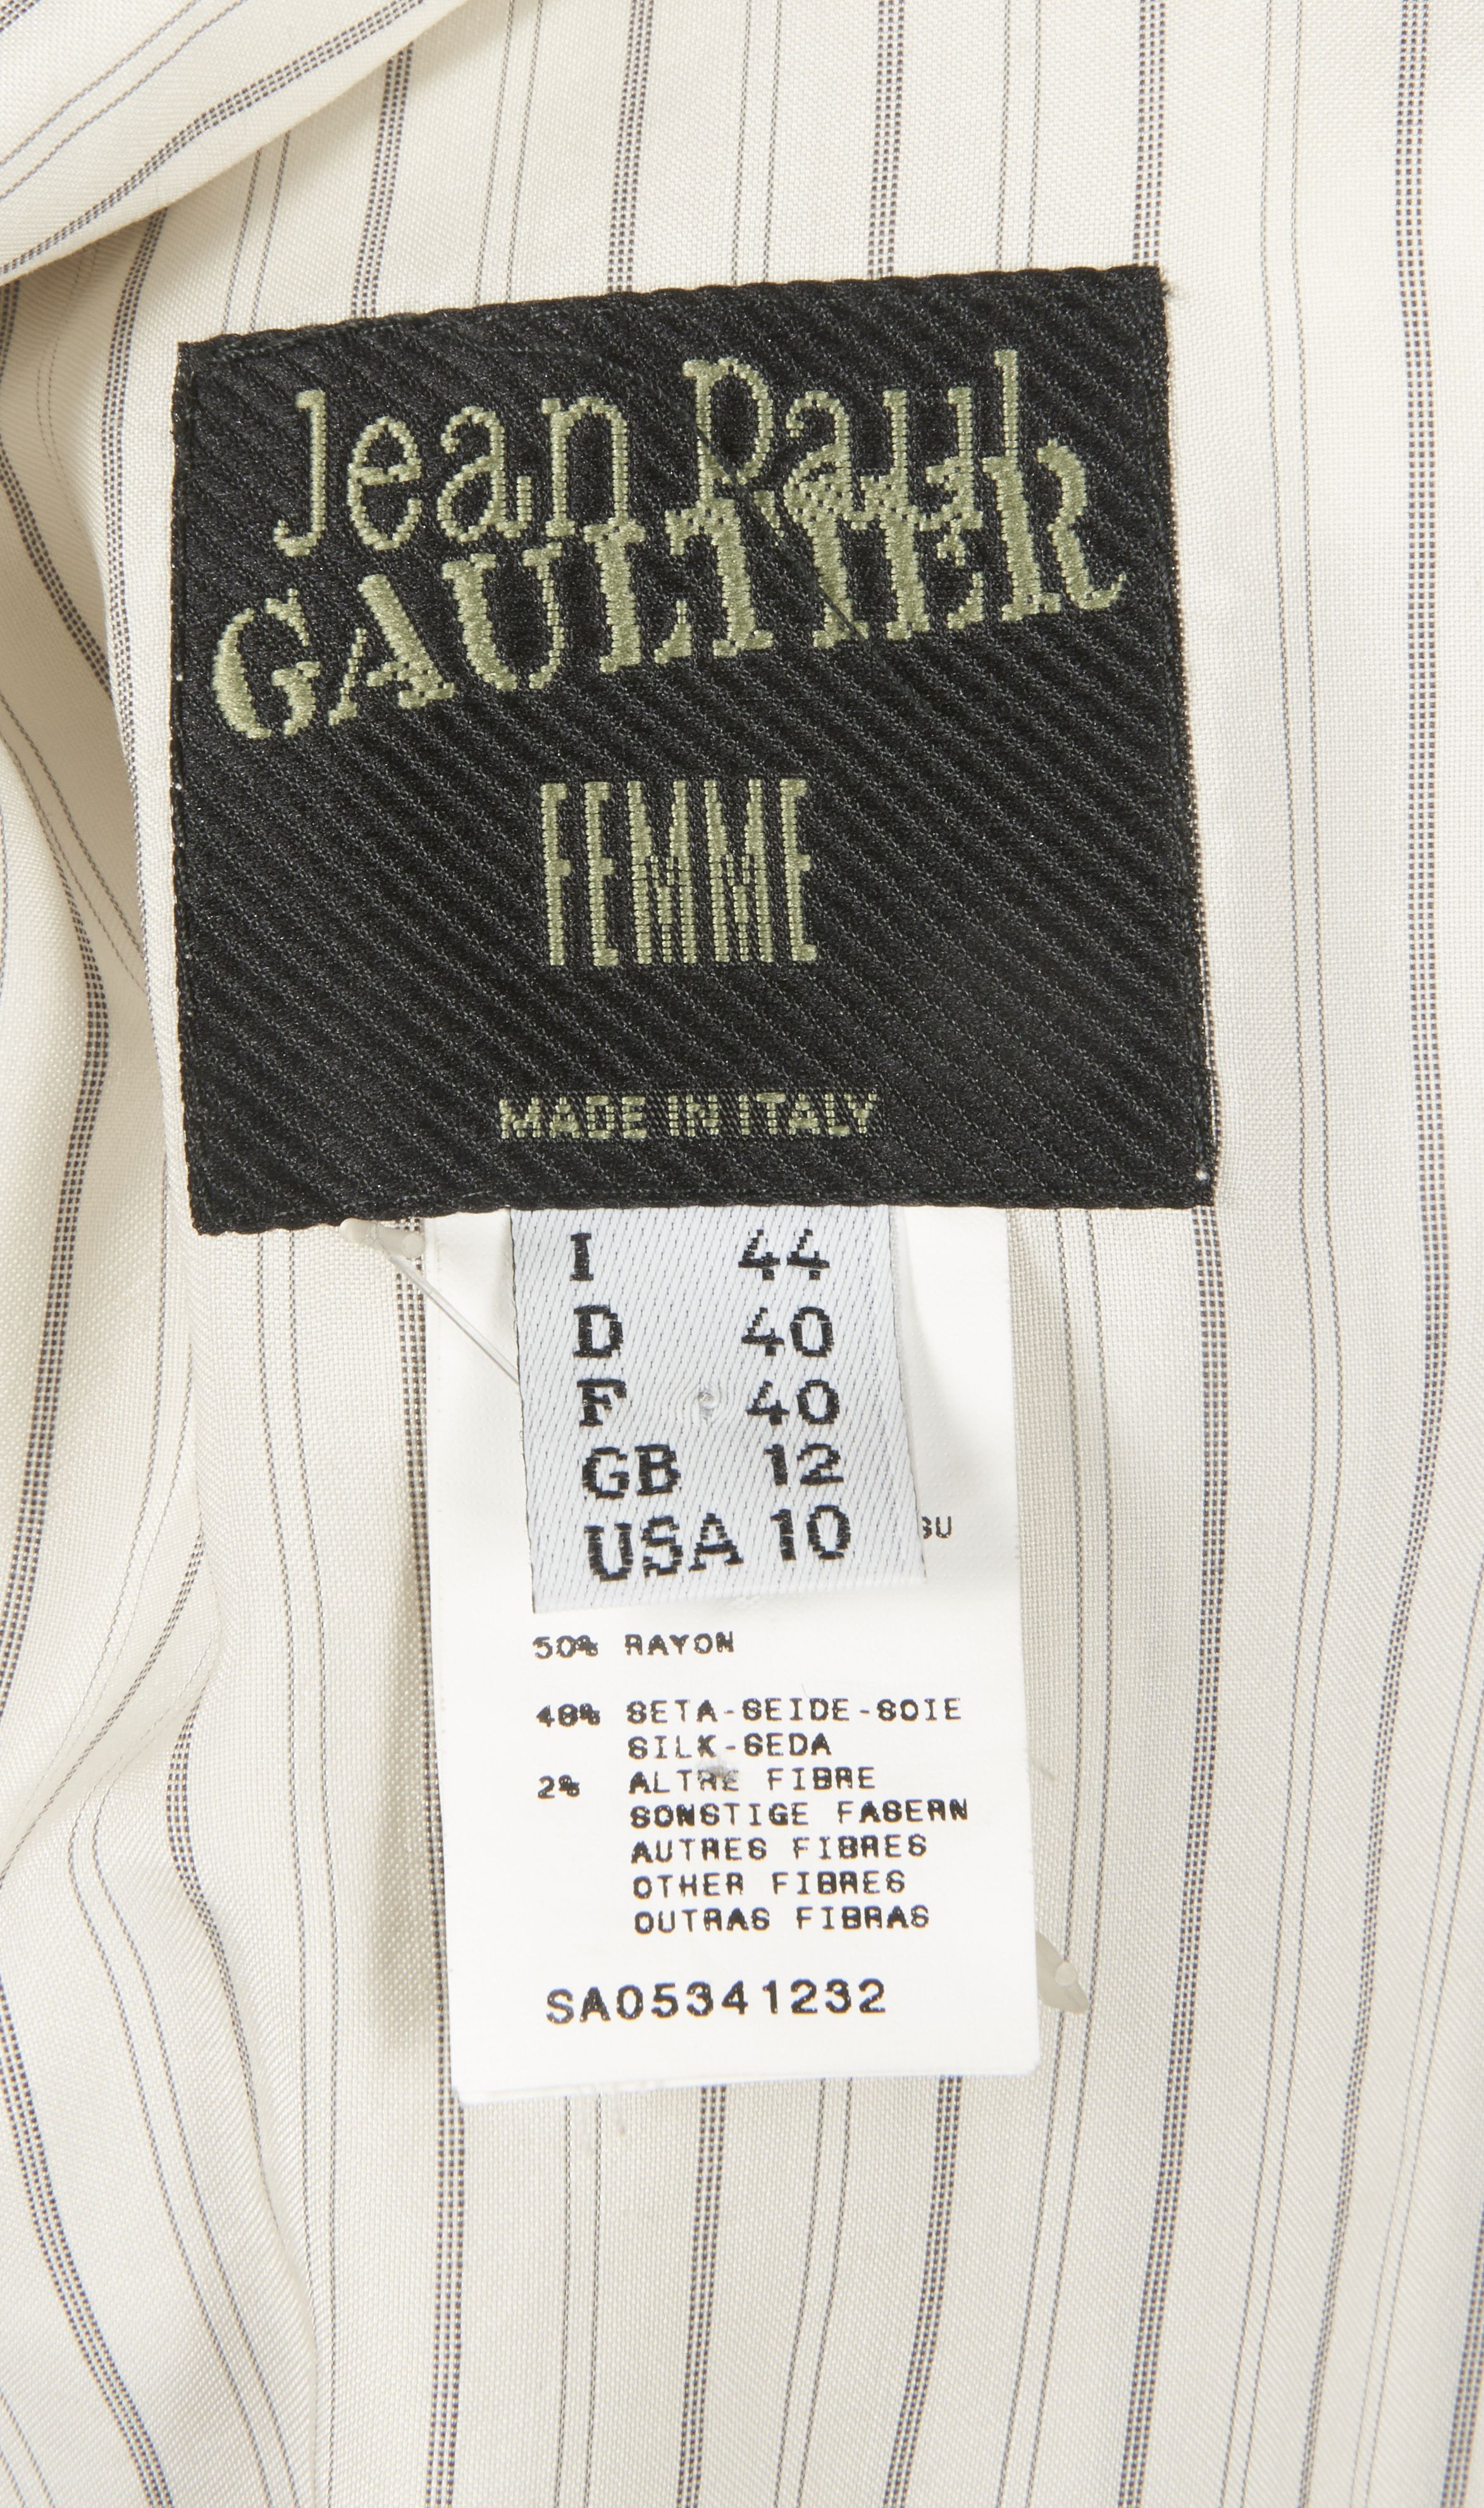 Jean Paul
GAULTIER
FEMME
MADE IN ITALY
I 44
D 40
F 40
GB 12
USA 10
50% RAYON
48% SETA-SEIDE-SOIE
SILK-SEDA
2% ALTRE FIBRE
SONSTIGE FASERN
AUTRES FIBRES
OTHER FIBRES
OUTRAS FIBRAS
SA05341232